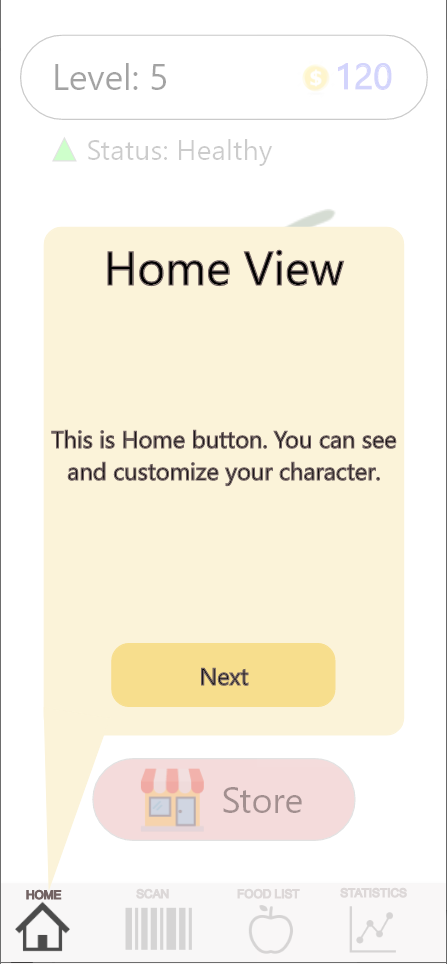 Level: 5
120
Status: Healthy
Home View
This is Home button. You can see
and customize your character.
Next
Store
HOME
SCAN
FOOD LIST
STATISTICS